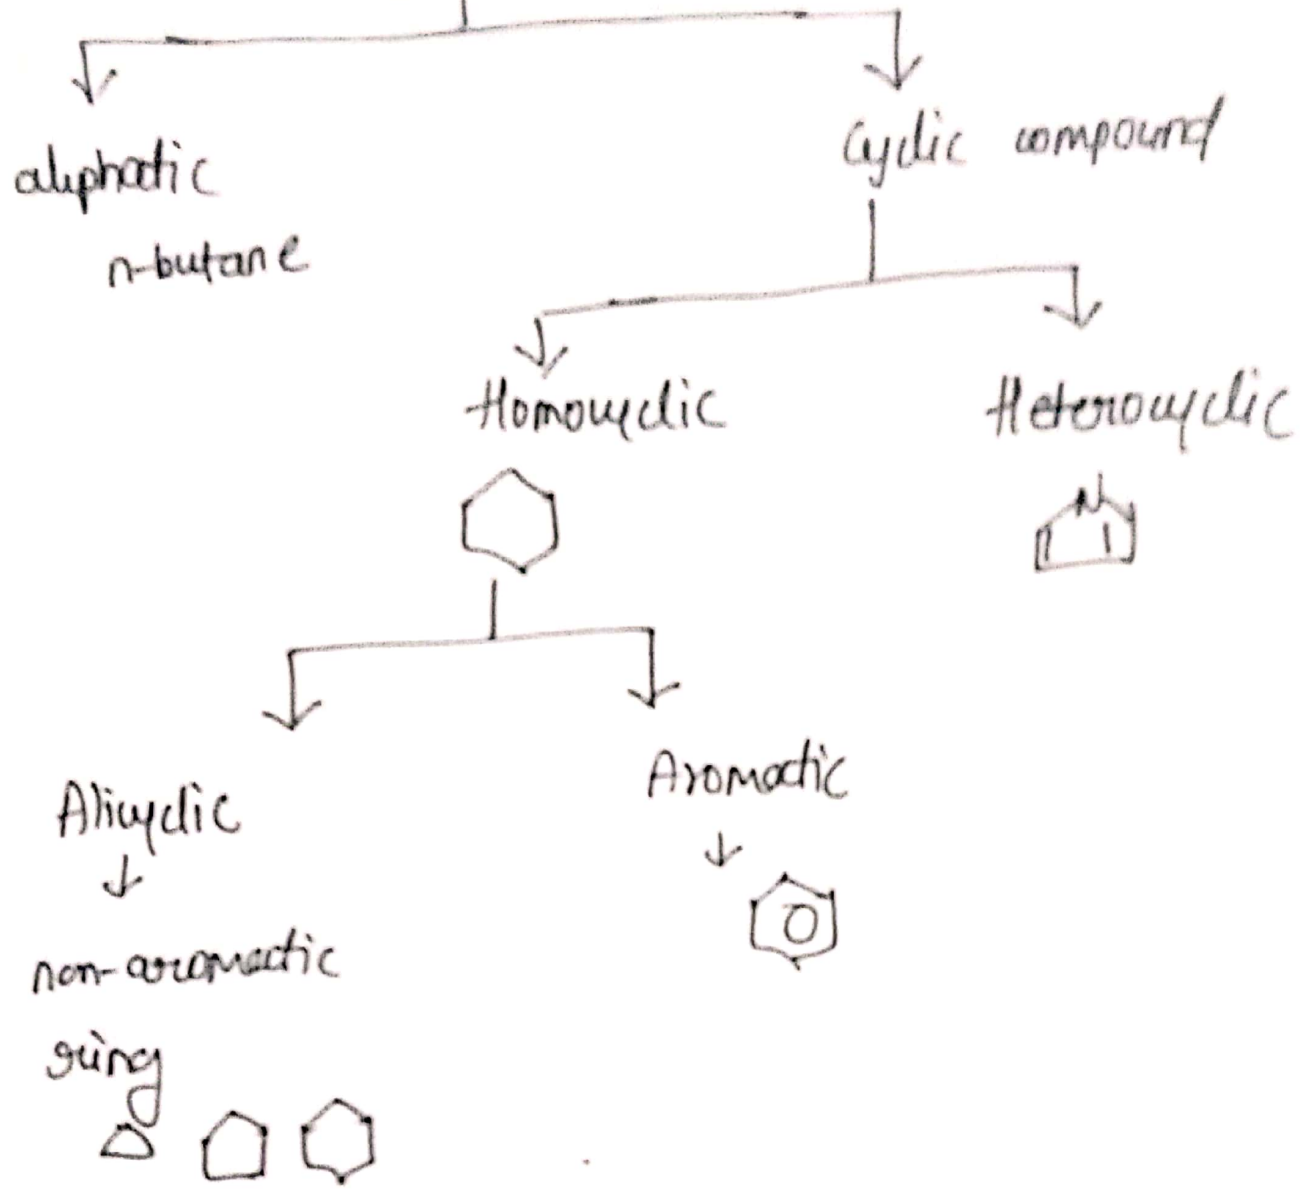 aliphatic
Cyclic compound
n-butane
Homocyclic
Heterocyclic
N
Alicyclic
Aromatic
non-aromatic
ring